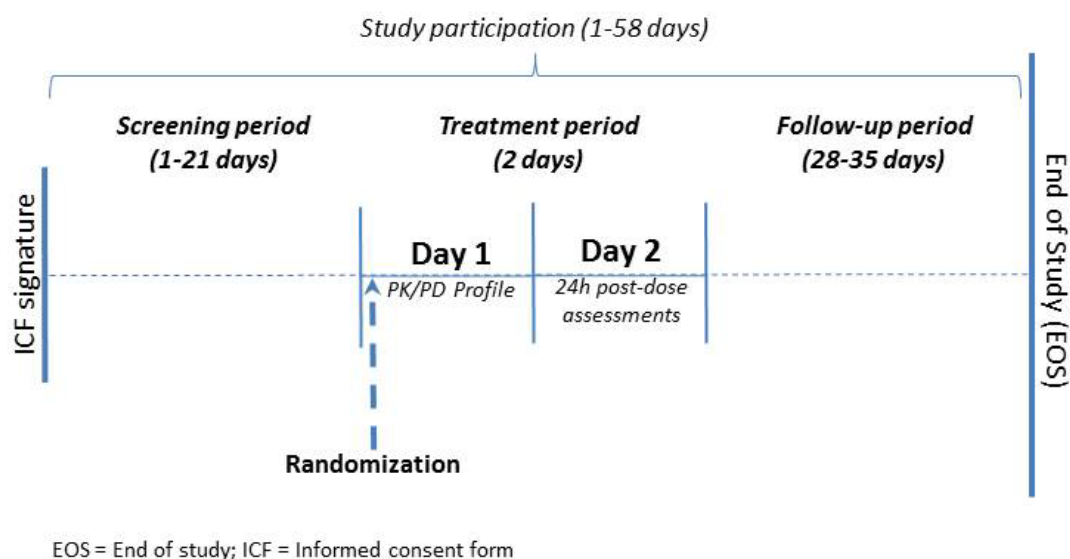 Study participation (1-58 days)
Screening period
(1-21 days)
Treatment period
(2 days)
Follow-up period
(28-35 days)
ICF signature
Day 1
PK/PD Profile
Day 2
24h post-dose
assessments
End of Study (EOS)
Randomization
EOS = End of study; ICF = Informed consent form